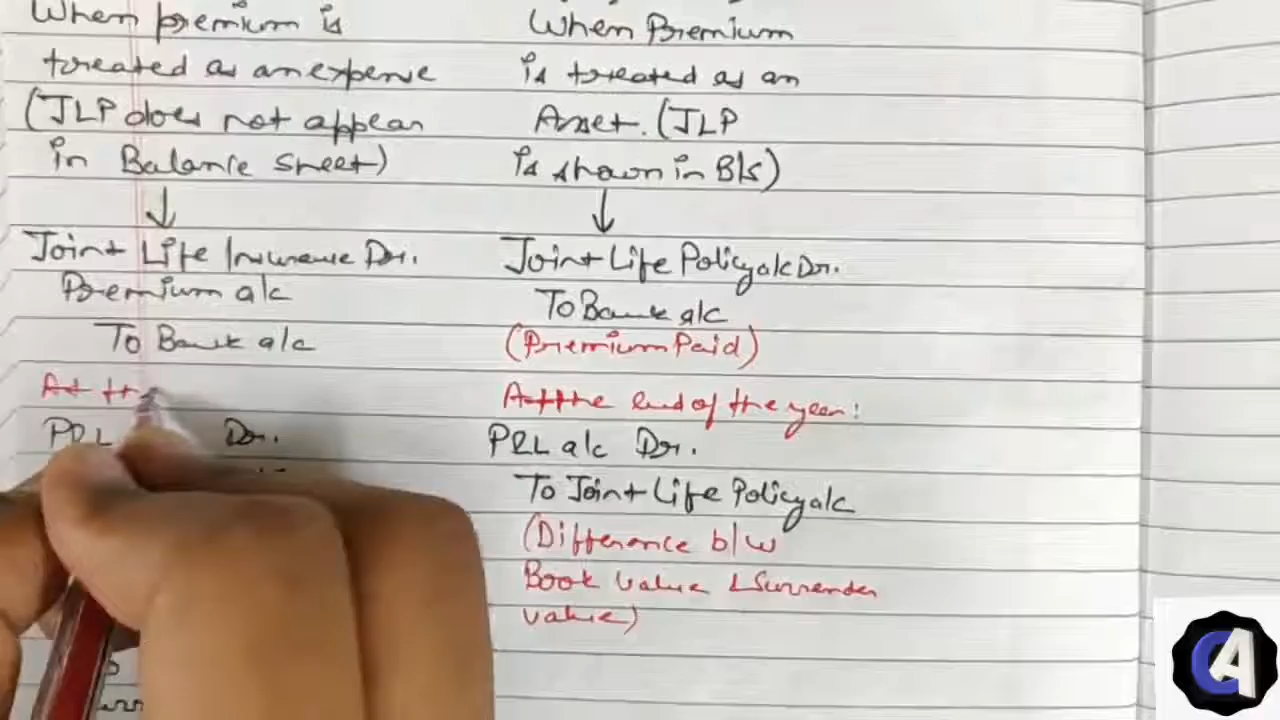 When premium is
treated as an expense
(JLP does not appear
in Balance sheet)
↓
Joint Life Insurance Dr.
Premium a/c
To Bank a/c
At th
P&L Dr.
When Premium
is treated as an
Asset. (JLP
is shown in B/s)
↓
Joint Life Policy a/c Dr.
To Bank a/c
(Premium Paid)
At the end of the year:
P&L a/c Dr.
To Joint Life Policy a/c
(Difference b/w
Book value & Surrender
value)
CA